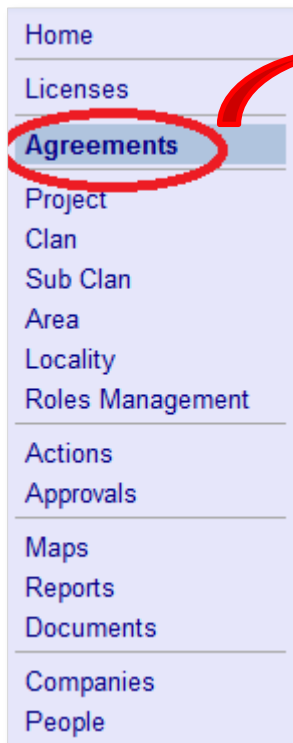 Home
Licenses
Agreements
Project
Clan
Sub Clan
Area
Locality
Roles Management
Actions
Approvals
Maps
Reports
Documents
Companies
People